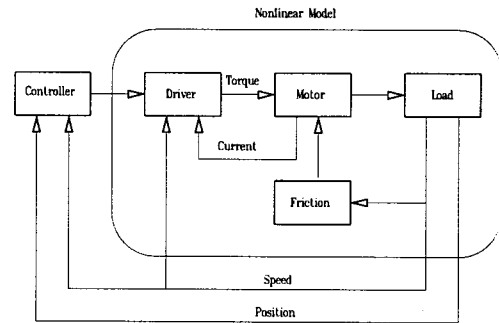 Nonlinear Model
Torque
Controller
Driver
Motor
Load
Current
Friction
Speed
Position